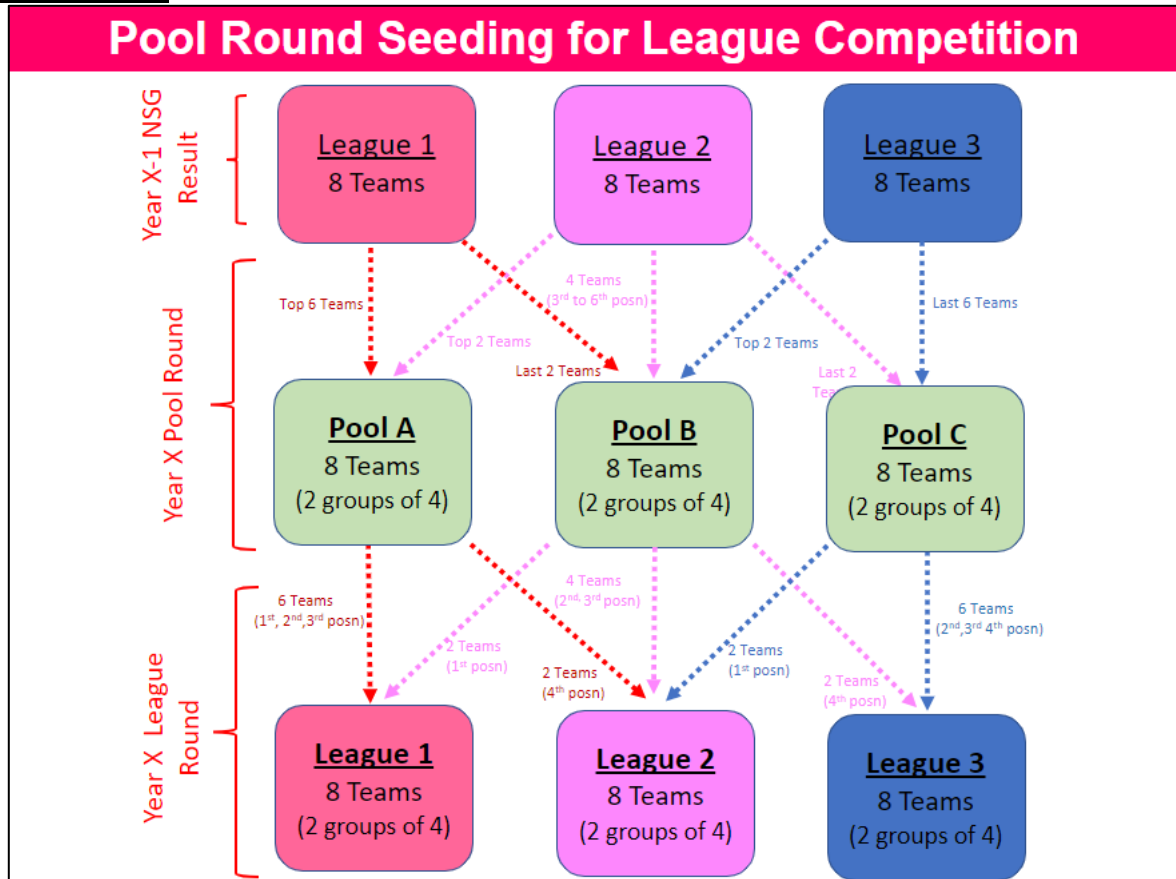 Pool Round Seeding for League Competition
Year X-1 NSG
Result
League 1
8 Teams
League 2
8 Teams
League 3
8 Teams
Year X Pool Round
Top 6 Teams
Top 2 Teams
4 Teams
(3rd to 6th posn)
Last 2 Teams
Top 2 Teams
Last 2
Last 6 Teams
Pool A
8 Teams
(2 groups of 4)
Pool B
8 Teams
(2 groups of 4)
Pool C
8 Teams
(2 groups of 4)
Year X League
Round
6 Teams
(1st, 2nd,3rd posn)
2 Teams
(1st posn)
4 Teams
(2nd, 3rd posn)
2 Teams
(4th posn)
2 Teams
(1st posn)
2 Teams
(4th posn)
6 Teams
(2nd,3rd 4th posn)
League 1
8 Teams
(2 groups of 4)
League 2
8 Teams
(2 groups of 4)
League 3
8 Teams
(2 groups of 4)